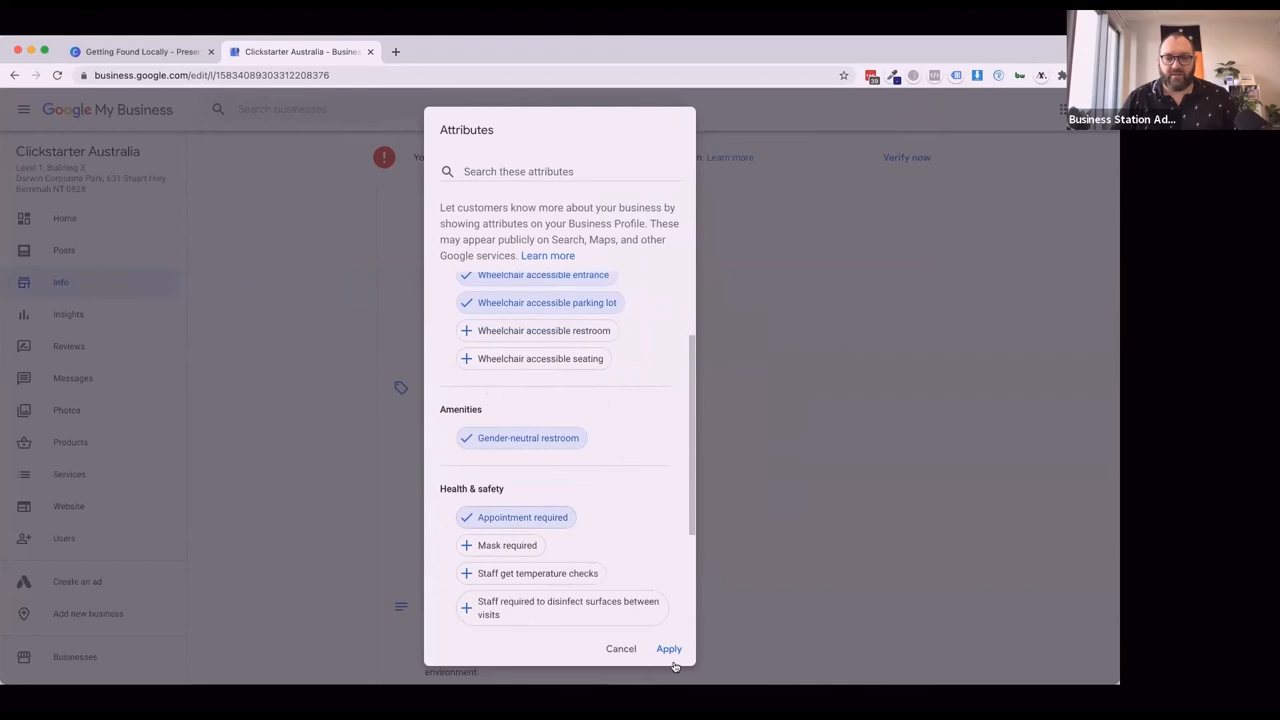 Getting Found Locally - Preser
Clickstarter Australia - Busines
business.google.com/edit/l/15834089303312208376
39
bw
Business Station Ad...
Google My Business
Search businesses
Clickstarter Australia
Level 1, Building 3
Darwin Corporate Park, 631 Stuart Hwy
Berrimah NT 0828
Home
Posts
Info
Insights
Reviews
Messages
Photos
Products
Services
Website
Users
Create an ad
Add new business
Businesses
Learn more
Verify now
Attributes
Search these attributes
Let customers know more about your business by
showing attributes on your Business Profile. These
may appear publicly on Search, Maps, and other
Google services. Learn more
Wheelchair accessible entrance
Wheelchair accessible parking lot
Wheelchair accessible restroom
Wheelchair accessible seating
Amenities
Gender-neutral restroom
Health & safety
Appointment required
Mask required
Staff get temperature checks
Staff required to disinfect surfaces between
visits
Cancel
Apply
environment.